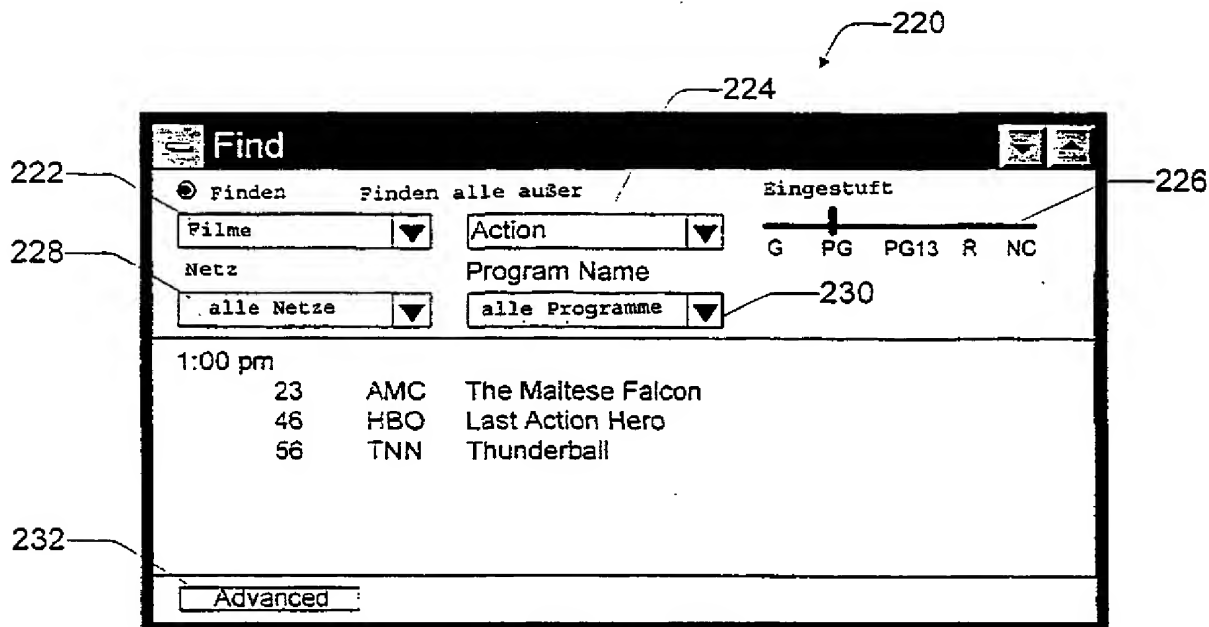 220
224
Find
222
Finden Finden alle außer Eingestuft
226
Filme Action
G PG PG13 R NC
228
Netz Program Name
alle Netze alle Programme
230
1:00 pm
23 AMC The Maltese Falcon
46 HBO Last Action Hero
56 TNN Thunderball
232
Advanced